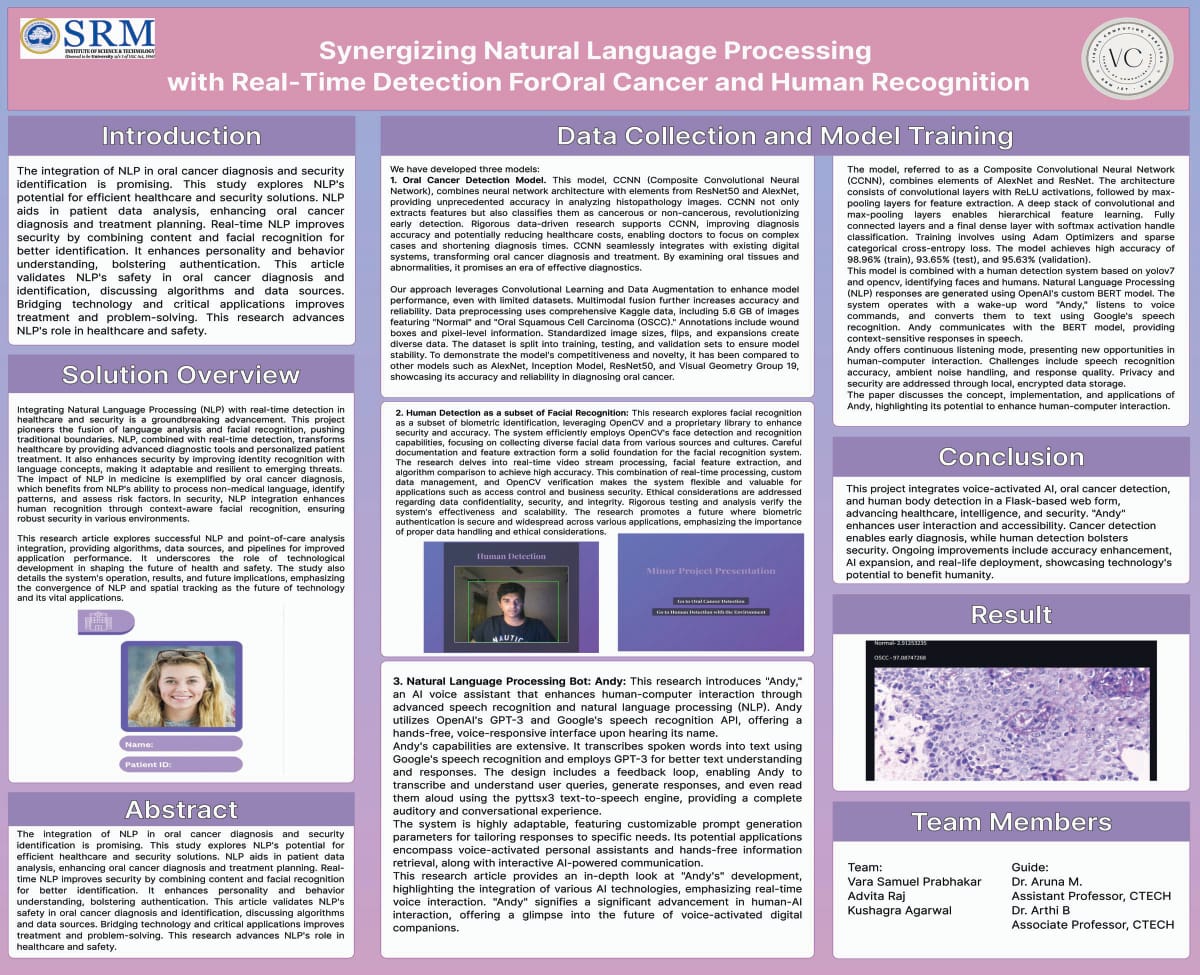 SRM
INSTITUTE OF SCIENCE & TECHNOLOGY
(Deemed to be University u/s 3 of UGC Act, 1956)
Synergizing Natural Language Processing
with Real-Time Detection ForOral Cancer and Human Recognition
VISUAL COMPUTING VERTICAL
VC
SRM IST - KTR
Introduction
The integration of NLP in oral cancer diagnosis and security
identification is promising. This study explores NLP's
potential for efficient healthcare and security solutions. NLP
aids in patient data analysis, enhancing oral cancer
diagnosis and treatment planning. Real-time NLP improves
security by combining content and facial recognition for
better identification. It enhances personality and behavior
understanding, bolstering authentication. This article
validates NLP's safety in oral cancer diagnosis and
identification, discussing algorithms and data sources.
Bridging technology and critical applications improves
treatment and problem-solving. This research advances
NLP's role in healthcare and safety.
Solution Overview
Integrating Natural Language Processing (NLP) with real-time detection in
healthcare and security is a groundbreaking advancement. This project
pioneers the fusion of language analysis and facial recognition, pushing
traditional boundaries. NLP, combined with real-time detection, transforms
healthcare by providing advanced diagnostic tools and personalized patient
treatment. It also enhances security by improving identity recognition with
language concepts, making it adaptable and resilient to emerging threats.
The impact of NLP in medicine is exemplified by oral cancer diagnosis,
which benefits from NLP's ability to process non-medical language, identify
patterns, and assess risk factors. In security, NLP integration enhances
human recognition through context-aware facial recognition, ensuring
robust security in various environments.
This research article explores successful NLP and point-of-care analysis
integration, providing algorithms, data sources, and pipelines for improved
application performance. It underscores the role of technological
development in shaping the future of health and safety. The study also
details the system's operation, results, and future implications, emphasizing
the convergence of NLP and spatial tracking as the future of technology
and its vital applications.
Name:
Patient ID:
Abstract
The integration of NLP in oral cancer diagnosis and security
identification is promising. This study explores NLP's potential for
efficient healthcare and security solutions. NLP aids in patient data
analysis, enhancing oral cancer diagnosis and treatment planning. Real-
time NLP improves security by combining content and facial recognition
for better identification. It enhances personality and behavior
understanding, bolstering authentication. This article validates NLP's
safety in oral cancer diagnosis and identification, discussing algorithms
and data sources. Bridging technology and critical applications improves
treatment and problem-solving. This research advances NLP's role in
healthcare and safety.
Data Collection and Model Training
We have developed three models:
1. Oral Cancer Detection Model. This model, CCNN (Composite Convolutional Neural
Network), combines neural network architecture with elements from ResNet50 and AlexNet,
providing unprecedented accuracy in analyzing histopathology images. CCNN not only
extracts features but also classifies them as cancerous or non-cancerous, revolutionizing
early detection. Rigorous data-driven research supports CCNN, improving diagnosis
accuracy and potentially reducing healthcare costs, enabling doctors to focus on complex
cases and shortening diagnosis times. CCNN seamlessly integrates with existing digital
systems, transforming oral cancer diagnosis and treatment. By examining oral tissues and
abnormalities, it promises an era of effective diagnostics.
Our approach leverages Convolutional Learning and Data Augmentation to enhance model
performance, even with limited datasets. Multimodal fusion further increases accuracy and
reliability. Data preprocessing uses comprehensive Kaggle data, including 5.6 GB of images
featuring "Normal" and "Oral Squamous Cell Carcinoma (OSCC)." Annotations include wound
boxes and pixel-level information. Standardized image sizes, flips, and expansions create
diverse data. The dataset is split into training, testing, and validation sets to ensure model
stability. To demonstrate the model's competitiveness and novelty, it has been compared to
other models such as AlexNet, Inception Model, ResNet50, and Visual Geometry Group 19,
showcasing its accuracy and reliability in diagnosing oral cancer.
2. Human Detection as a subset of Facial Recognition: This research explores facial recognition
as a subset of biometric identification, leveraging OpenCV and a proprietary library to enhance
security and accuracy. The system efficiently employs OpenCV's face detection and recognition
capabilities, focusing on collecting diverse facial data from various sources and cultures. Careful
documentation and feature extraction form a solid foundation for the facial recognition system.
The research delves into real-time video stream processing, facial feature extraction, and
algorithm comparison to achieve high accuracy. This combination of real-time processing, custom
data management, and OpenCV verification makes the system flexible and valuable for
applications such as access control and business security. Ethical considerations are addressed
regarding data confidentiality, security, and integrity. Rigorous testing and analysis verify the
system's effectiveness and scalability. The research promotes a future where biometric
authentication is secure and widespread across various applications, emphasizing the importance
of proper data handling and ethical considerations.
Human Detection
NAUTIC
Minor Project Presentation
Go to Oral Cancer Detection
Go to Human Detection with the Environment
3. Natural Language Processing Bot: Andy: This research introduces "Andy,"
an AI voice assistant that enhances human-computer interaction through
advanced speech recognition and natural language processing (NLP). Andy
utilizes OpenAI's GPT-3 and Google's speech recognition API, offering a
hands-free, voice-responsive interface upon hearing its name.
Andy's capabilities are extensive. It transcribes spoken words into text using
Google's speech recognition and employs GPT-3 for better text understanding
and responses. The design includes a feedback loop, enabling Andy to
transcribe and understand user queries, generate responses, and even read
them aloud using the pyttsx3 text-to-speech engine, providing a complete
auditory and conversational experience.
The system is highly adaptable, featuring customizable prompt generation
parameters for tailoring responses to specific needs. Its potential applications
encompass voice-activated personal assistants and hands-free information
retrieval, along with interactive AI-powered communication.
This research article provides an in-depth look at "Andy's" development,
highlighting the integration of various AI technologies, emphasizing real-time
voice interaction. "Andy" signifies a significant advancement in human-AI
interaction, offering a glimpse into the future of voice-activated digital
companions.
The model, referred to as a Composite Convolutional Neural Network
(CCNN), combines elements of AlexNet and ResNet. The architecture
consists of convolutional layers with ReLU activations, followed by max-
pooling layers for feature extraction. A deep stack of convolutional and
max-pooling layers enables hierarchical feature learning. Fully
connected layers and a final dense layer with softmax activation handle
classification. Training involves using Adam Optimizers and sparse
categorical cross-entropy loss. The model achieves high accuracy of
98.96% (train), 93.65% (test), and 95.63% (validation).
This model is combined with a human detection system based on yolov7
and opencv, identifying faces and humans. Natural Language Processing
(NLP) responses are generated using OpenAI's custom BERT model. The
system operates with a wake-up word "Andy," listens to voice
commands, and converts them to text using Google's speech
recognition. Andy communicates with the BERT model, providing
context-sensitive responses in speech.
Andy offers continuous listening mode, presenting new opportunities in
human-computer interaction. Challenges include speech recognition
accuracy, ambient noise handling, and response quality. Privacy and
security are addressed through local, encrypted data storage.
The paper discusses the concept, implementation, and applications of
Andy, highlighting its potential to enhance human-computer interaction.
Conclusion
This project integrates voice-activated AI, oral cancer detection,
and human body detection in a Flask-based web form,
advancing healthcare, intelligence, and security. "Andy"
enhances user interaction and accessibility. Cancer detection
enables early diagnosis, while human detection bolsters
security. Ongoing improvements include accuracy enhancement,
AI expansion, and real-life deployment, showcasing technology's
potential to benefit humanity.
Result
Normal- 2.91253235
OSCC - 97.08747268
Team Members
Team:
Vara Samuel Prabhakar
Advita Raj
Kushagra Agarwal
Guide:
Dr. Aruna M.
Assistant Professor, CTECH
Dr. Arthi B
Associate Professor, CTECH